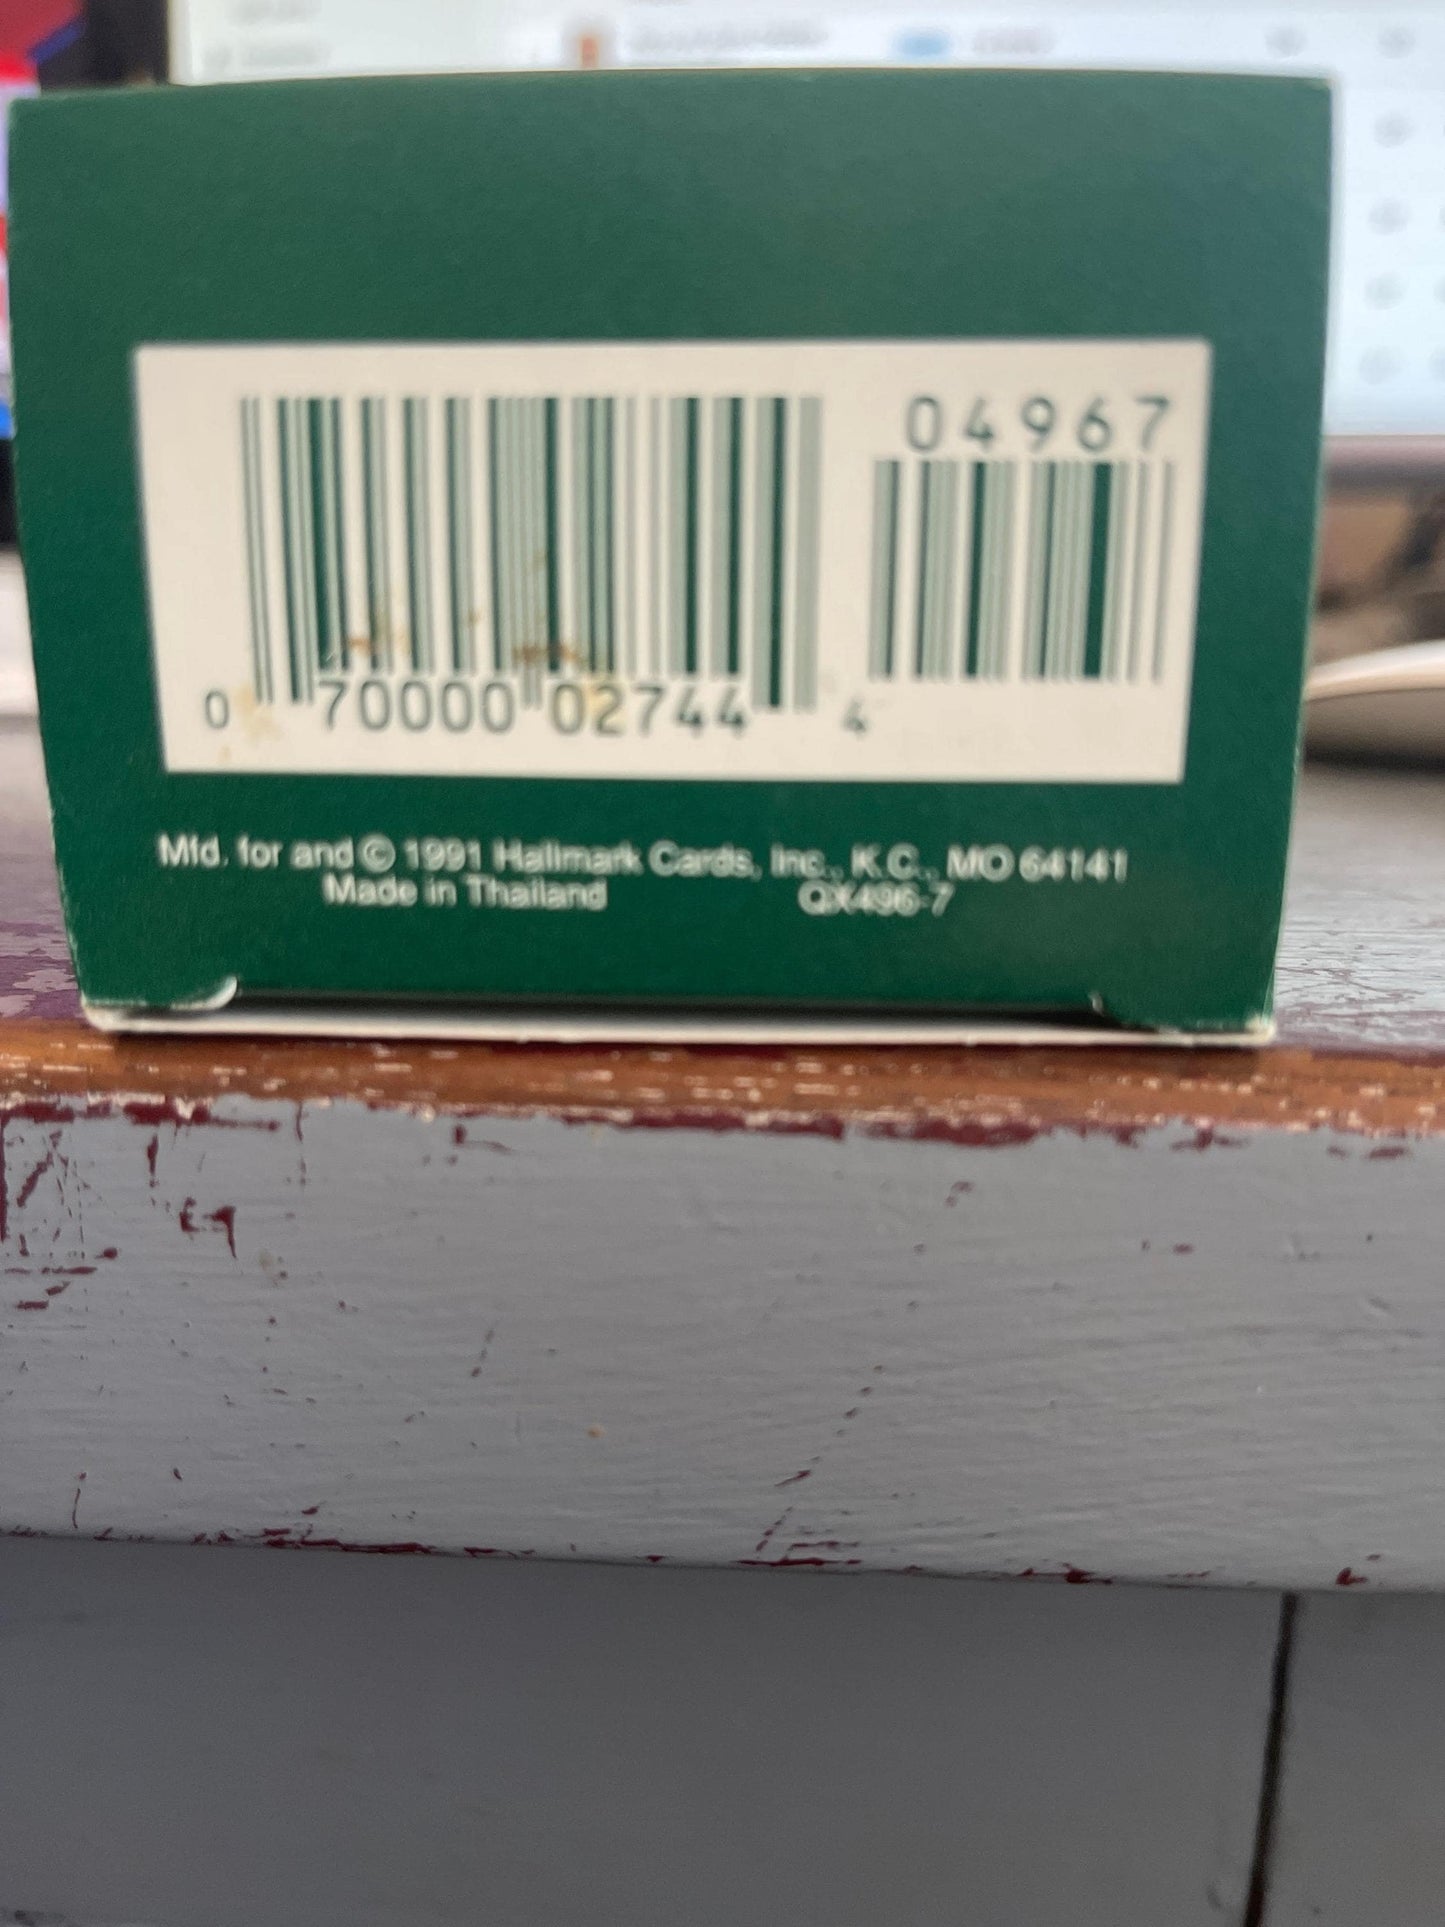 04967
0 70000 02744 4
Mfd. for and © 1991 Hallmark Cards, Inc., K.C., MO 64141
Made in Thailand QX496-7